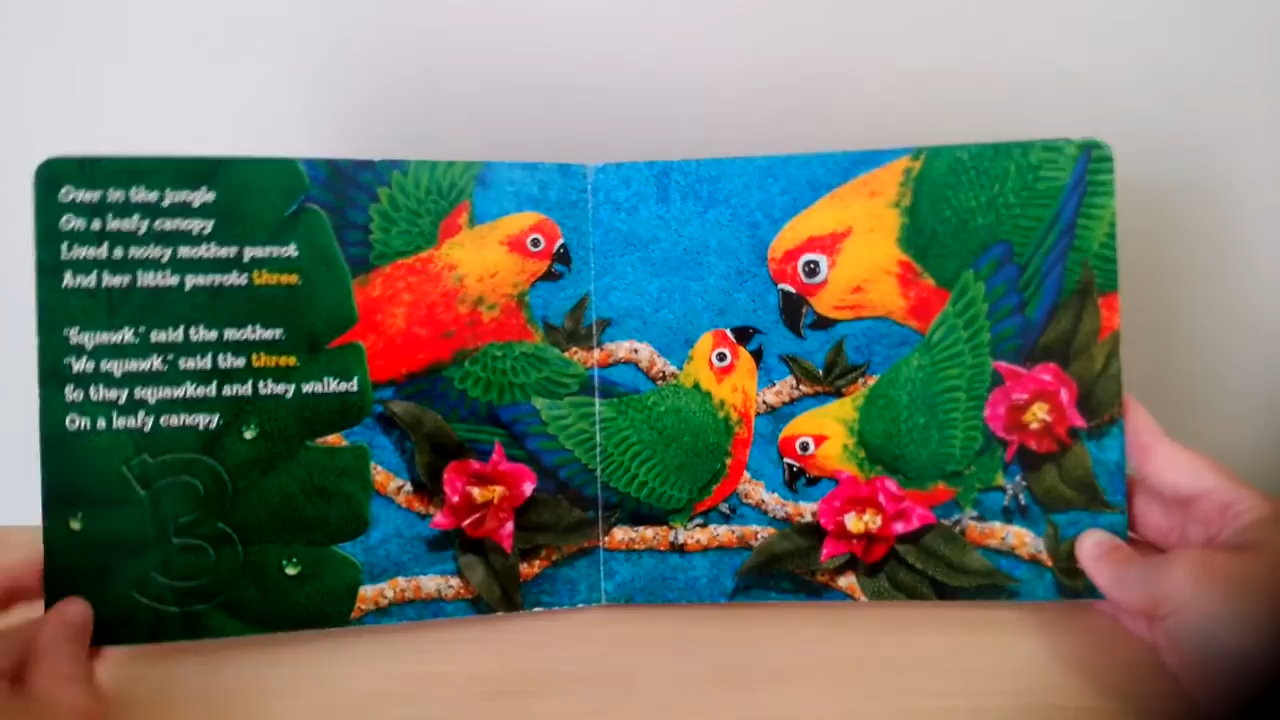 Over in the jungle
On a leafy canopy
Lived a noisy mother parrot
And her little parrots three.
"Squawk," said the mother.
"We squawk," said the three.
So they squawked and they walked
On a leafy canopy.
3